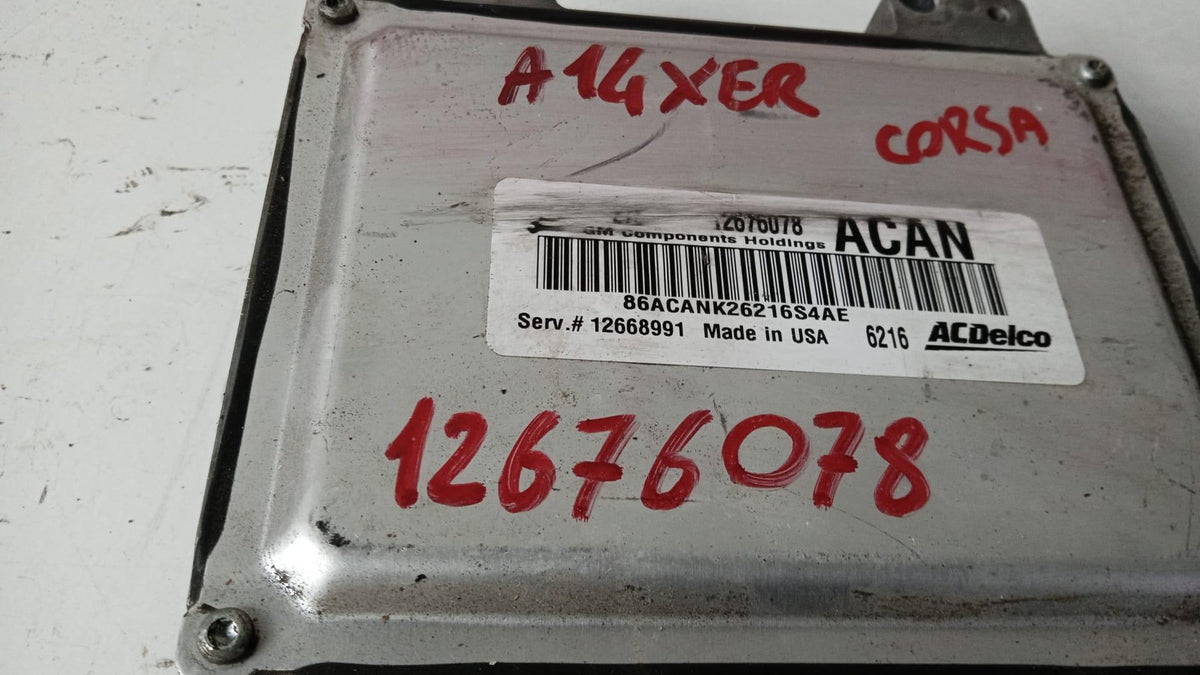 A14XER
CORSA
12676078 ACAN
GM Components Holdings
86ACANK26216S4AE
Serv.# 12668991 Made in USA 6216 ACDelco
12676078